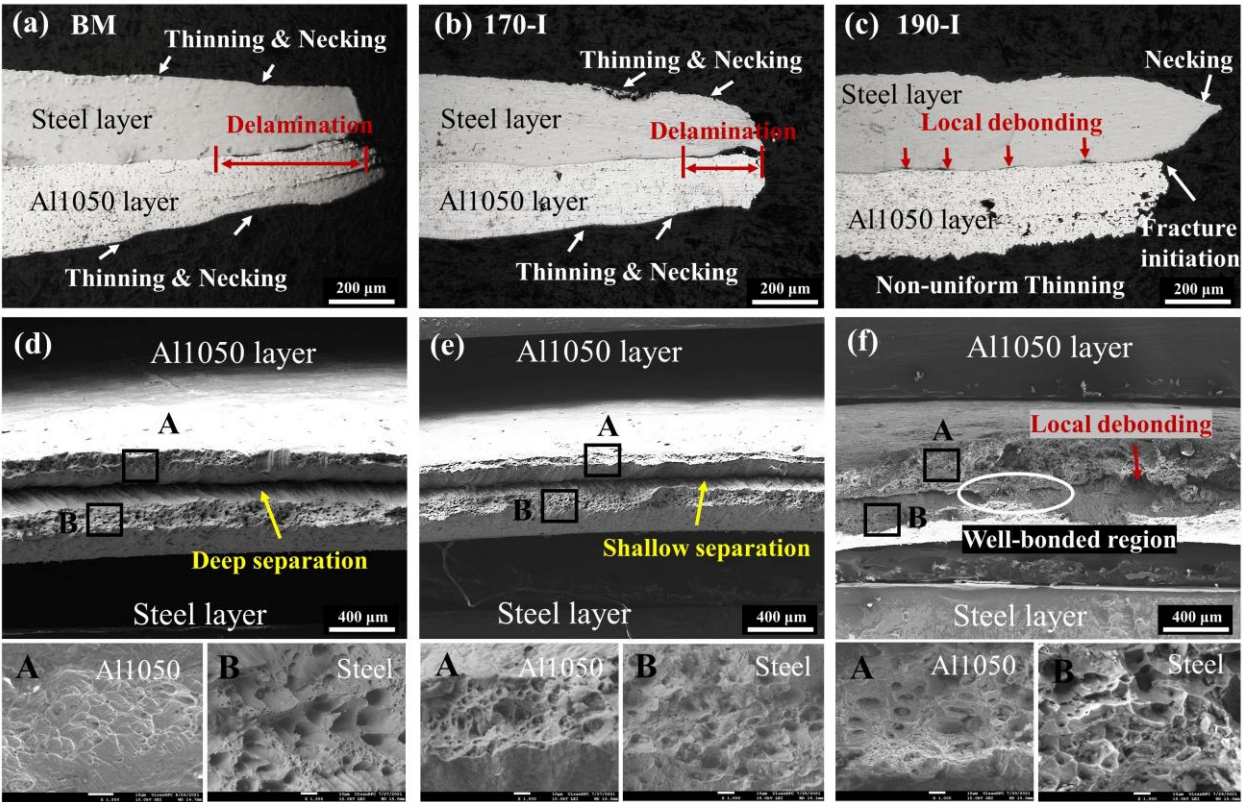 (a) BM
Thinning & Necking
Steel layer
Delamination
Al1050 layer
Thinning & Necking
200 μm
(b) 170-I
Thinning & Necking
Steel layer
Delamination
Al1050 layer
Thinning & Necking
200 μm
(c) 190-I
Necking
Steel layer
Local debonding
Al1050 layer
Fracture
initiation
Non-uniform Thinning
200 μm
(d)
Al1050 layer
A
B
Deep separation
Steel layer
400 μm
(e)
Al1050 layer
A
B
Shallow separation
Steel layer
400 μm
(f)
Al1050 layer
A
Local debonding
B
Well-bonded region
Steel layer
400 μm
A Al1050
B Steel
A Al1050
B Steel
A Al1050
B Steel